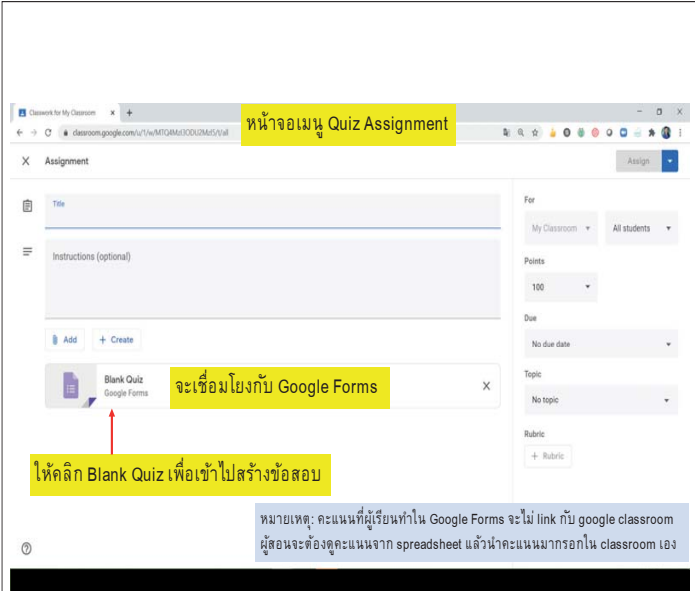 Classwork for My Classroom
classroom.google.com/u/1/w/MTQ4MzI3ODU2MzI5/t/all
หน้าจอเมนู Quiz Assignment
Assignment
Assign
Title
Instructions (optional)
Add
+ Create
Blank Quiz
Google Forms
จะเชื่อมโยงกับ Google Forms
ให้คลิก Blank Quiz เพื่อเข้าไปสร้างข้อสอบ
For
My Classroom
All students
Points
100
Due
No due date
Topic
No topic
Rubric
+ Rubric
หมายเหตุ: คะแนนที่ผู้เรียนทำใน Google Forms จะไม่ link กับ google classroom
ผู้สอนจะต้องดูคะแนนจาก spreadsheet แล้วนำคะแนนมากรอกใน classroom เอง